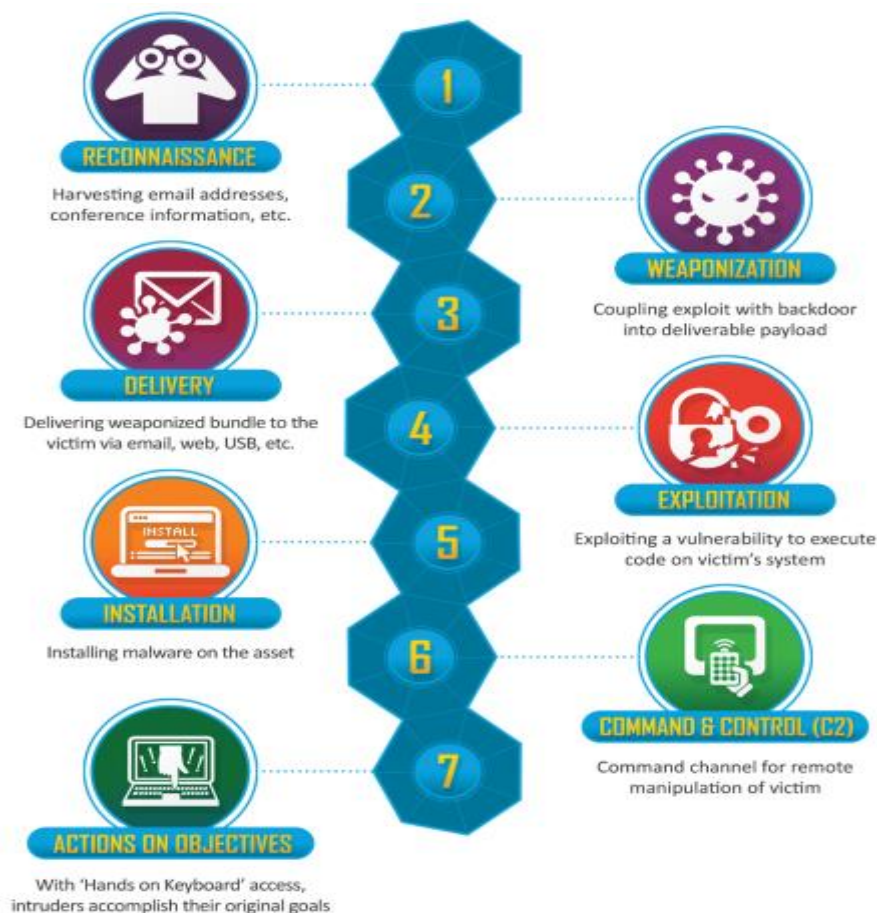 1
RECONNAISSANCE
Harvesting email addresses,
conference information, etc.
2
WEAPONIZATION
Coupling exploit with backdoor
into deliverable payload
3
DELIVERY
Delivering weaponized bundle to the
victim via email, web, USB, etc.
4
EXPLOITATION
Exploiting a vulnerability to execute
code on victim's system
5
INSTALL
INSTALLATION
Installing malware on the asset
6
COMMAND & CONTROL (C2)
Command channel for remote
manipulation of victim
7
ACTIONS ON OBJECTIVES
With 'Hands on Keyboard' access,
intruders accomplish their original goals